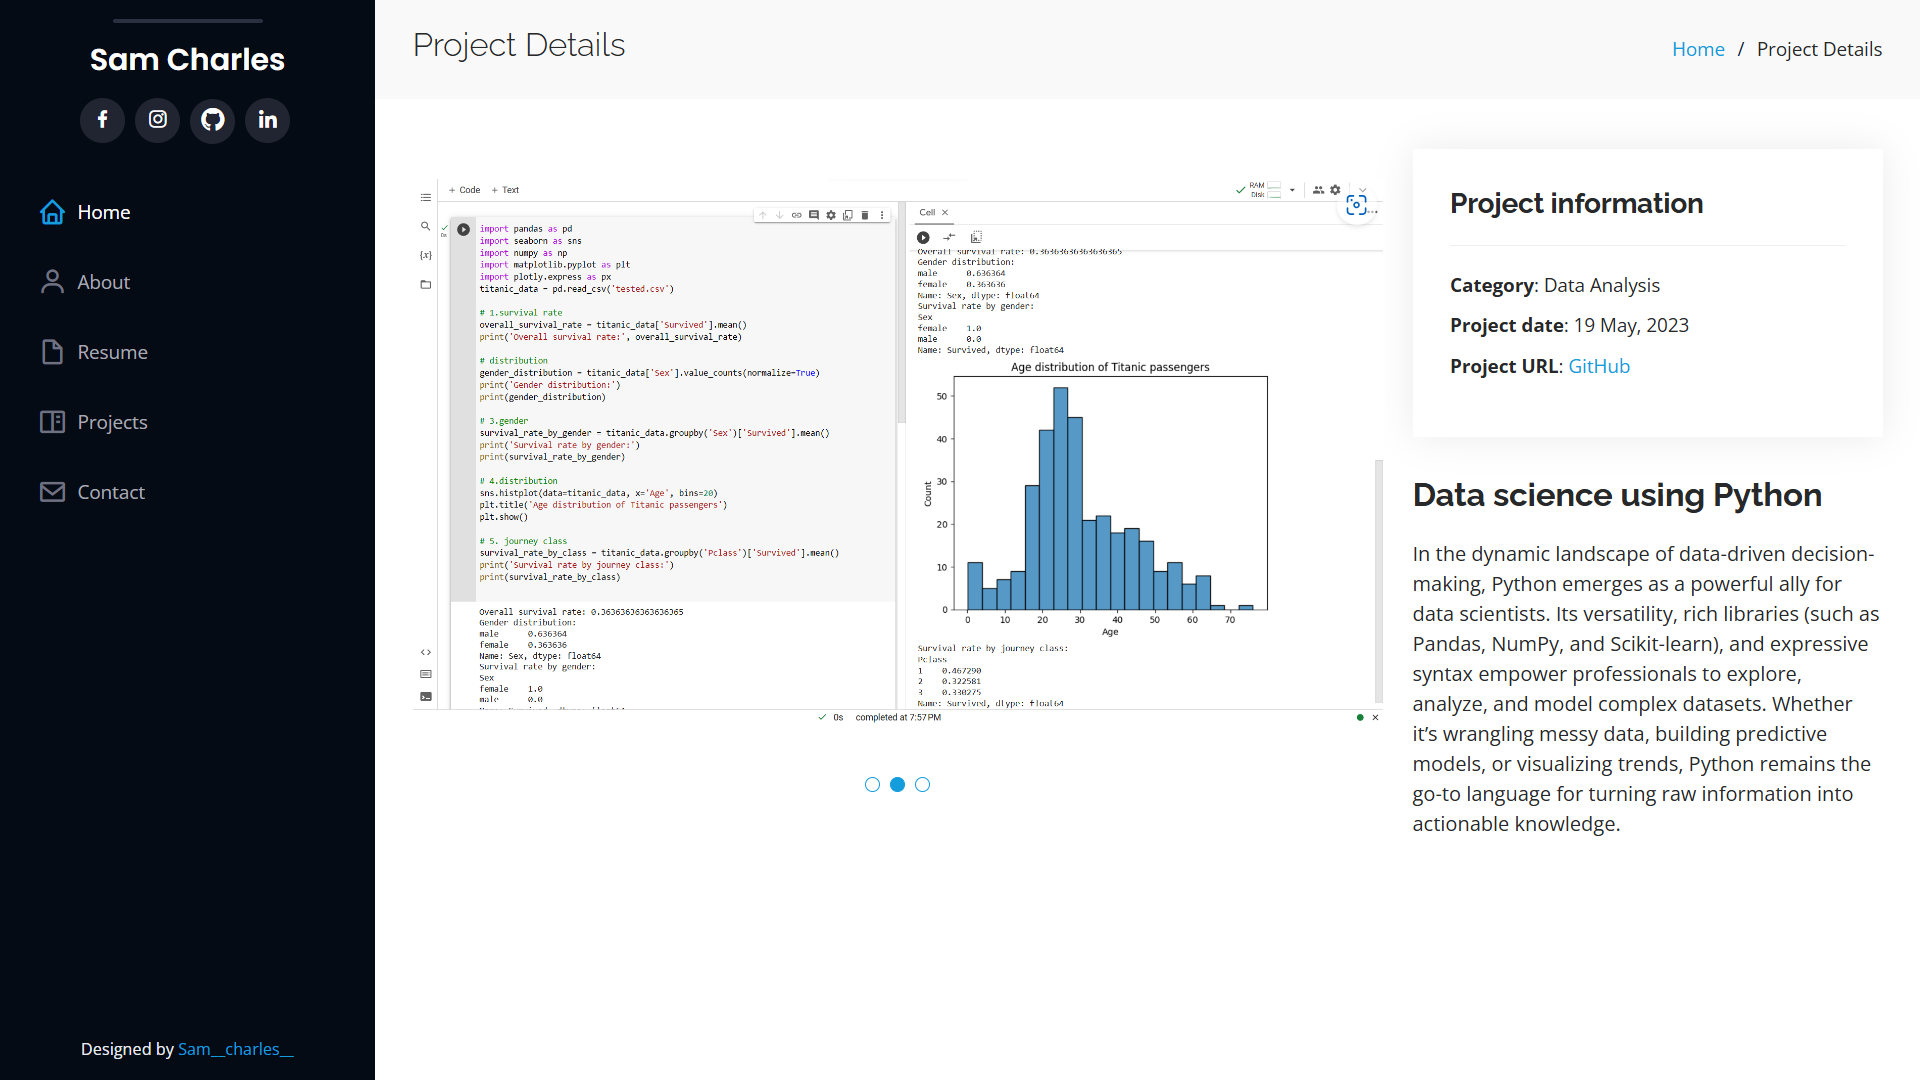 Sam Charles
Home
About
Resume
Projects
Contact
Designed by Sam__charles__
Project Details
Home / Project Details
+ Code + Text
RAM
Disk
import pandas as pd
import seaborn as sns
import numpy as np
import matplotlib.pyplot as plt
import plotly.express as px
titanic_data = pd.read_csv('tested.csv')
# 1.survival rate
overall_survival_rate = titanic_data['Survived'].mean()
print('Overall survival rate:', overall_survival_rate)
# distribution
gender_distribution = titanic_data['Sex'].value_counts(normalize=True)
print('Gender distribution:')
print(gender_distribution)
# 3.gender
survival_rate_by_gender = titanic_data.groupby('Sex')['Survived'].mean()
print('Survival rate by gender:')
print(survival_rate_by_gender)
# 4.distribution
sns.histplot(data=titanic_data, x='Age', bins=20)
plt.title('Age distribution of Titanic passengers')
plt.show()
# 5. journey class
survival_rate_by_class = titanic_data.groupby('Pclass')['Survived'].mean()
print('Survival rate by journey class:')
print(survival_rate_by_class)
0s
Overall survival rate: 0.36363636363636365
Gender distribution:
male 0.636364
female 0.363636
Name: Sex, dtype: float64
Survival rate by gender:
Sex
female 1.0
male 0.0
Cell
Overall survival rate: 0.36363636363636365
Gender distribution:
male 0.636364
female 0.363636
Name: Sex, dtype: float64
Survival rate by gender:
Sex
female 1.0
male 0.0
Name: Survived, dtype: float64
Age distribution of Titanic passengers
Count
50
40
30
20
10
0
0 10 20 30 40 50 60 70
Age
Survival rate by journey class:
Pclass
1 0.467290
2 0.322581
3 0.330275
Name: Survived, dtype: float64
0s completed at 7:57 PM
Project information
Category: Data Analysis
Project date: 19 May, 2023
Project URL: GitHub
Data science using Python
In the dynamic landscape of data-driven decision-
making, Python emerges as a powerful ally for
data scientists. Its versatility, rich libraries (such as
Pandas, NumPy, and Scikit-learn), and expressive
syntax empower professionals to explore,
analyze, and model complex datasets. Whether
it’s wrangling messy data, building predictive
models, or visualizing trends, Python remains the
go-to language for turning raw information into
actionable knowledge.